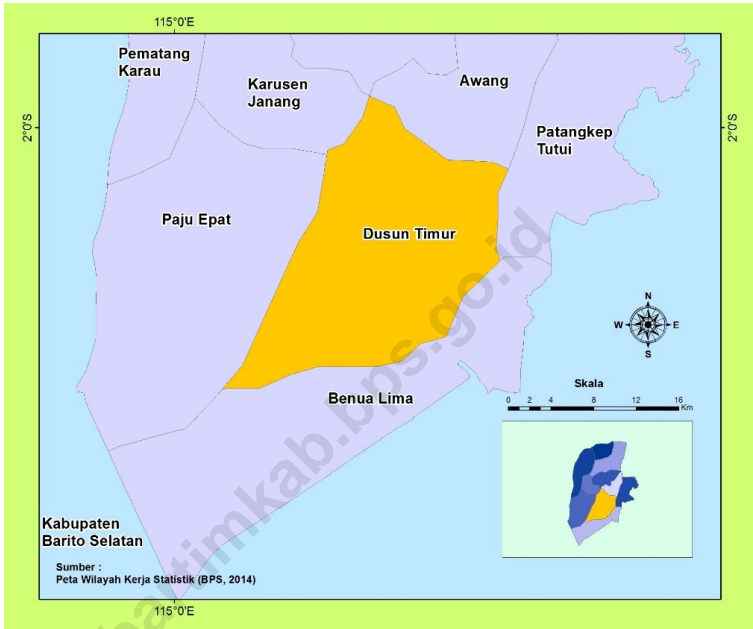 115°0'E
Pematang
Karau
Karusen
Janang
Awang
Patangkep
Tutui
2°0'S
2°0'S
Paju Epat
Dusun Timur
N
W
E
S
Skala
0 2 4 8 12 16
Km
Benua Lima
Kabupaten
Barito Selatan
Sumber :
Peta Wilayah Kerja Statistik (BPS, 2014)
115°0'E
bartimkab.bps.go.id